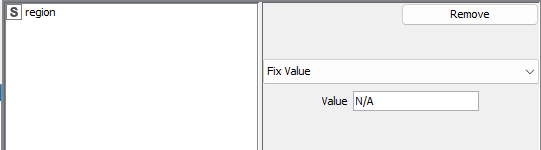 S region
Remove
Fix Value
Value N/A